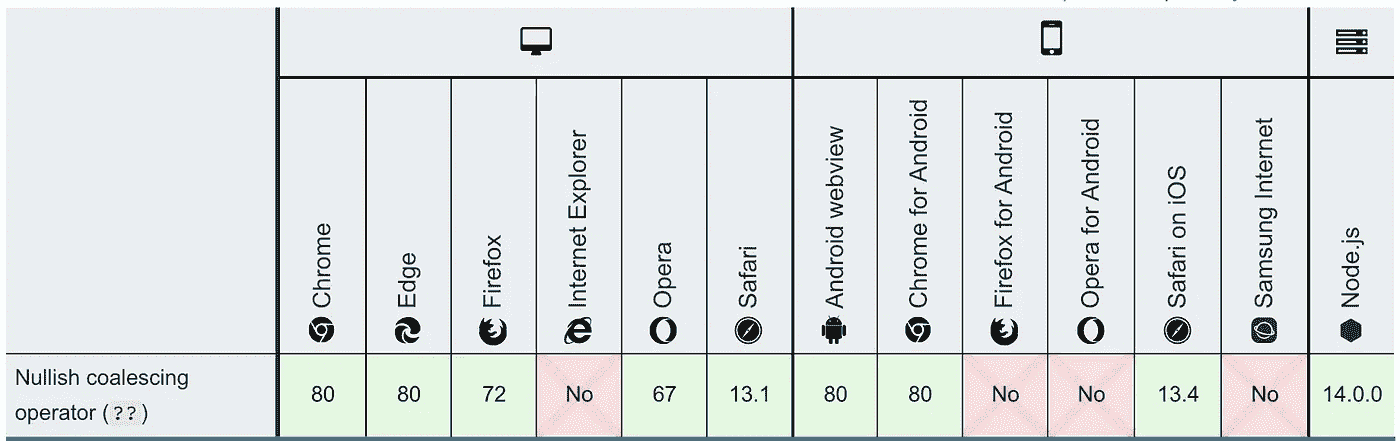 Chrome
Edge
Firefox
Internet Explorer
Opera
Safari
Android webview
Chrome for Android
Firefox for Android
Opera for Android
Safari on iOS
Samsung Internet
Node.js
Nullish coalescing
operator (??)
80
80
72
No
67
13.1
80
80
No
No
13.4
No
14.0.0